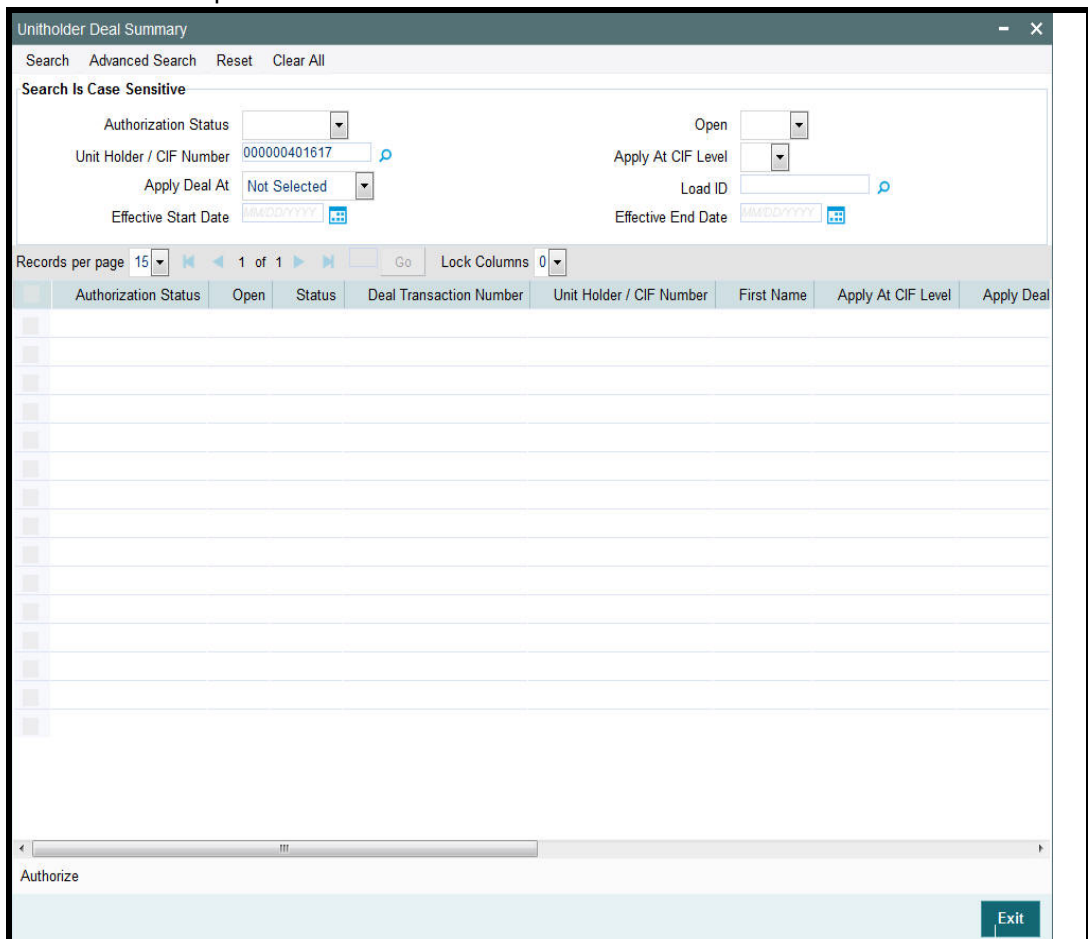 Unitholder Deal Summary
Search Advanced Search Reset Clear All
Search Is Case Sensitive
Authorization Status Open
Unit Holder / CIF Number 000000401617 Apply At CIF Level
Apply Deal At Not Selected Load ID
Effective Start Date MM/DD/YYYY Effective End Date MM/DD/YYYY
Records per page 15 1 of 1 Go Lock Columns 0
Authorization Status Open Status Deal Transaction Number Unit Holder / CIF Number First Name Apply At CIF Level Apply Deal
Authorize
Exit